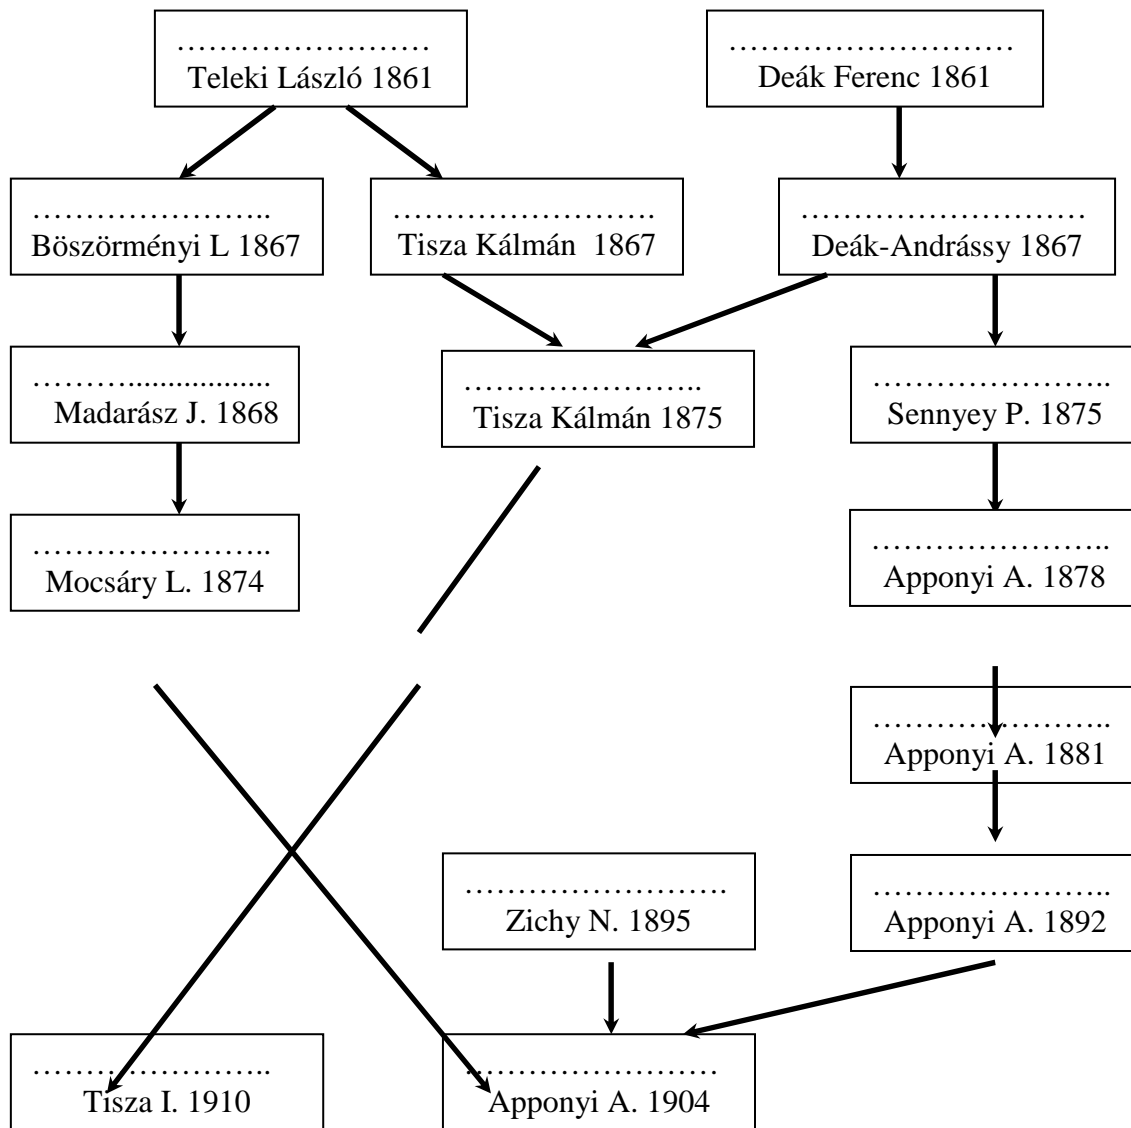 ……………………
Teleki László 1861
………………………
Deák Ferenc 1861
…………………..
Böszörményi L 1867
…………………….
Tisza Kálmán 1867
………………………
Deák-Andrássy 1867
………..................
Madarász J. 1868
…………………..
Tisza Kálmán 1875
…………………..
Sennyey P. 1875
…………………..
Mocsáry L. 1874
…………………..
Apponyi A. 1878
…………………..
Apponyi A. 1881
…………………….
Zichy N. 1895
…………………..
Apponyi A. 1892
…………………..
Tisza I. 1910
……………………
Apponyi A. 1904